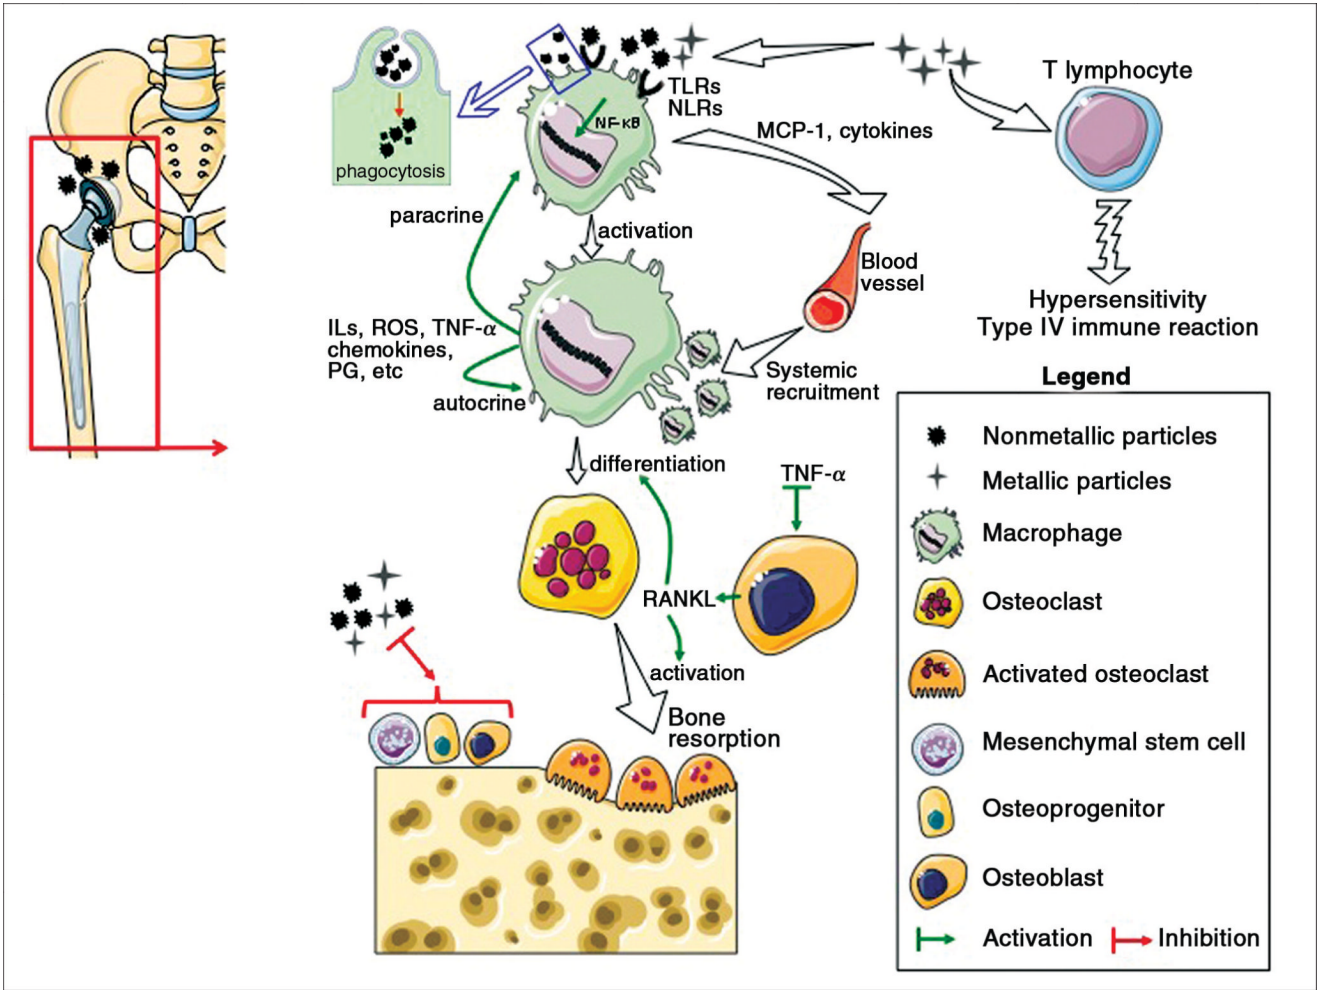 TLRs
NLRs
NF-κB
phagocytosis
MCP-1, cytokines
T lymphocyte
paracrine
activation
Blood
vessel
Hypersensitivity
Type IV immune reaction
ILs, ROS, TNF-α
chemokines,
PG, etc
autocrine
Systemic
recruitment
differentiation
TNF-α
RANKL
activation
Bone
resorption
Legend
Nonmetallic particles
Metallic particles
Macrophage
Osteoclast
Activated osteoclast
Mesenchymal stem cell
Osteoprogenitor
Osteoblast
Activation
Inhibition